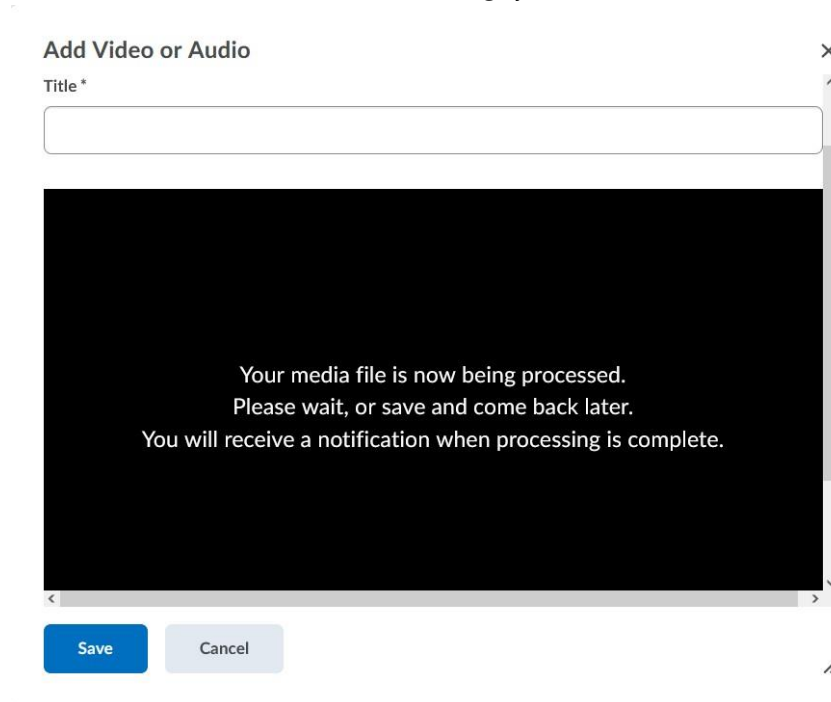 Add Video or Audio
Title *
Your media file is now being processed.
Please wait, or save and come back later.
You will receive a notification when processing is complete.
Save Cancel